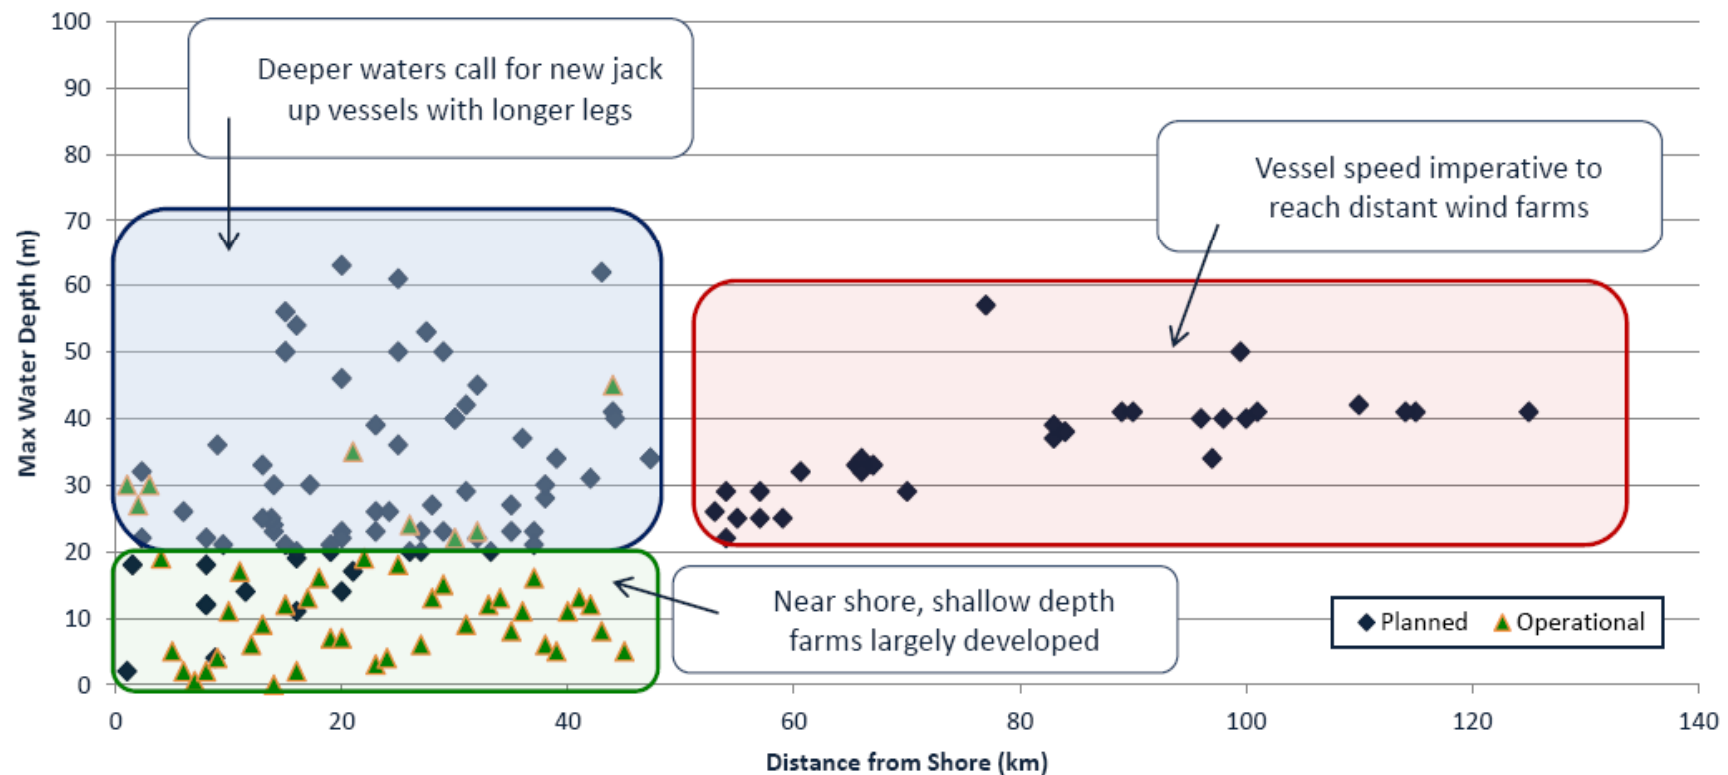 100
90
80
70
60
50
40
30
20
10
0
Max Water Depth (m)
Deeper waters call for new jack
up vessels with longer legs
Vessel speed imperative to
reach distant wind farms
Near shore, shallow depth
farms largely developed
Planned
Operational
0 20 40 60 80 100 120 140
Distance from Shore (km)